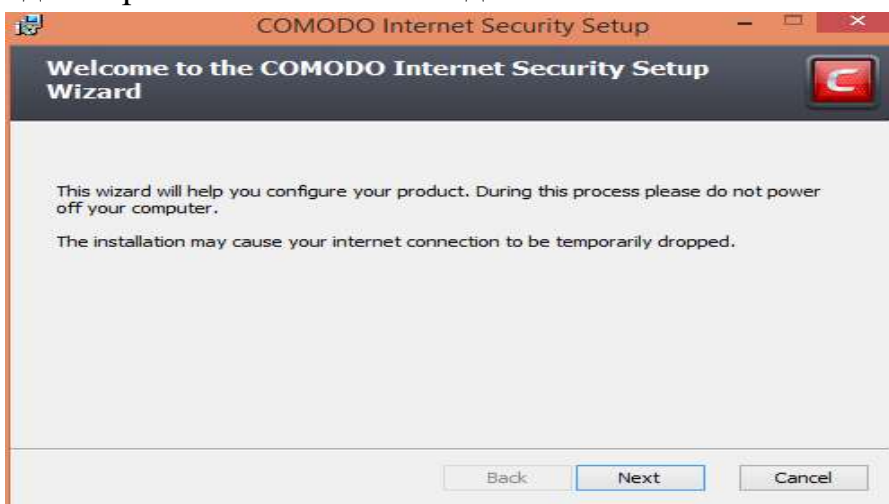 COMODO Internet Security Setup
Welcome to the COMODO Internet Security Setup
Wizard
This wizard will help you configure your product. During this process please do not power
off your computer.
The installation may cause your internet connection to be temporarily dropped.
Back
Next
Cancel